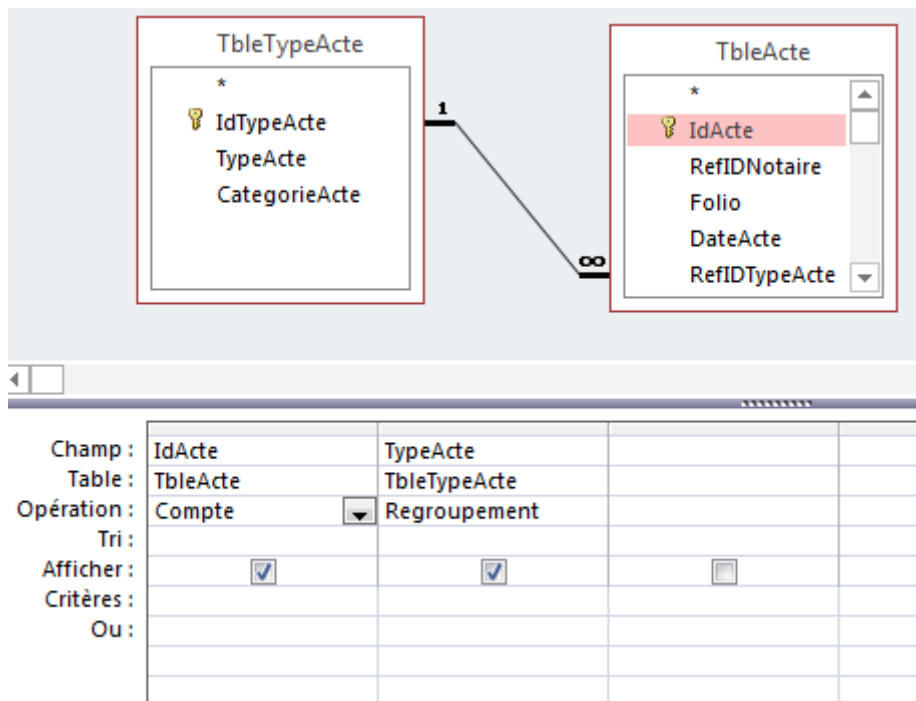 TbleTypeActe
*
IdTypeActe
TypeActe
CategorieActe
1
∞
TbleActe
*
IdActe
RefIDNotaire
Folio
DateActe
RefIDTypeActe
Champ : IdActe TypeActe
Table : TbleActe TbleTypeActe
Opération : Compte Regroupement
Tri :
Afficher :
Critères :
Ou :